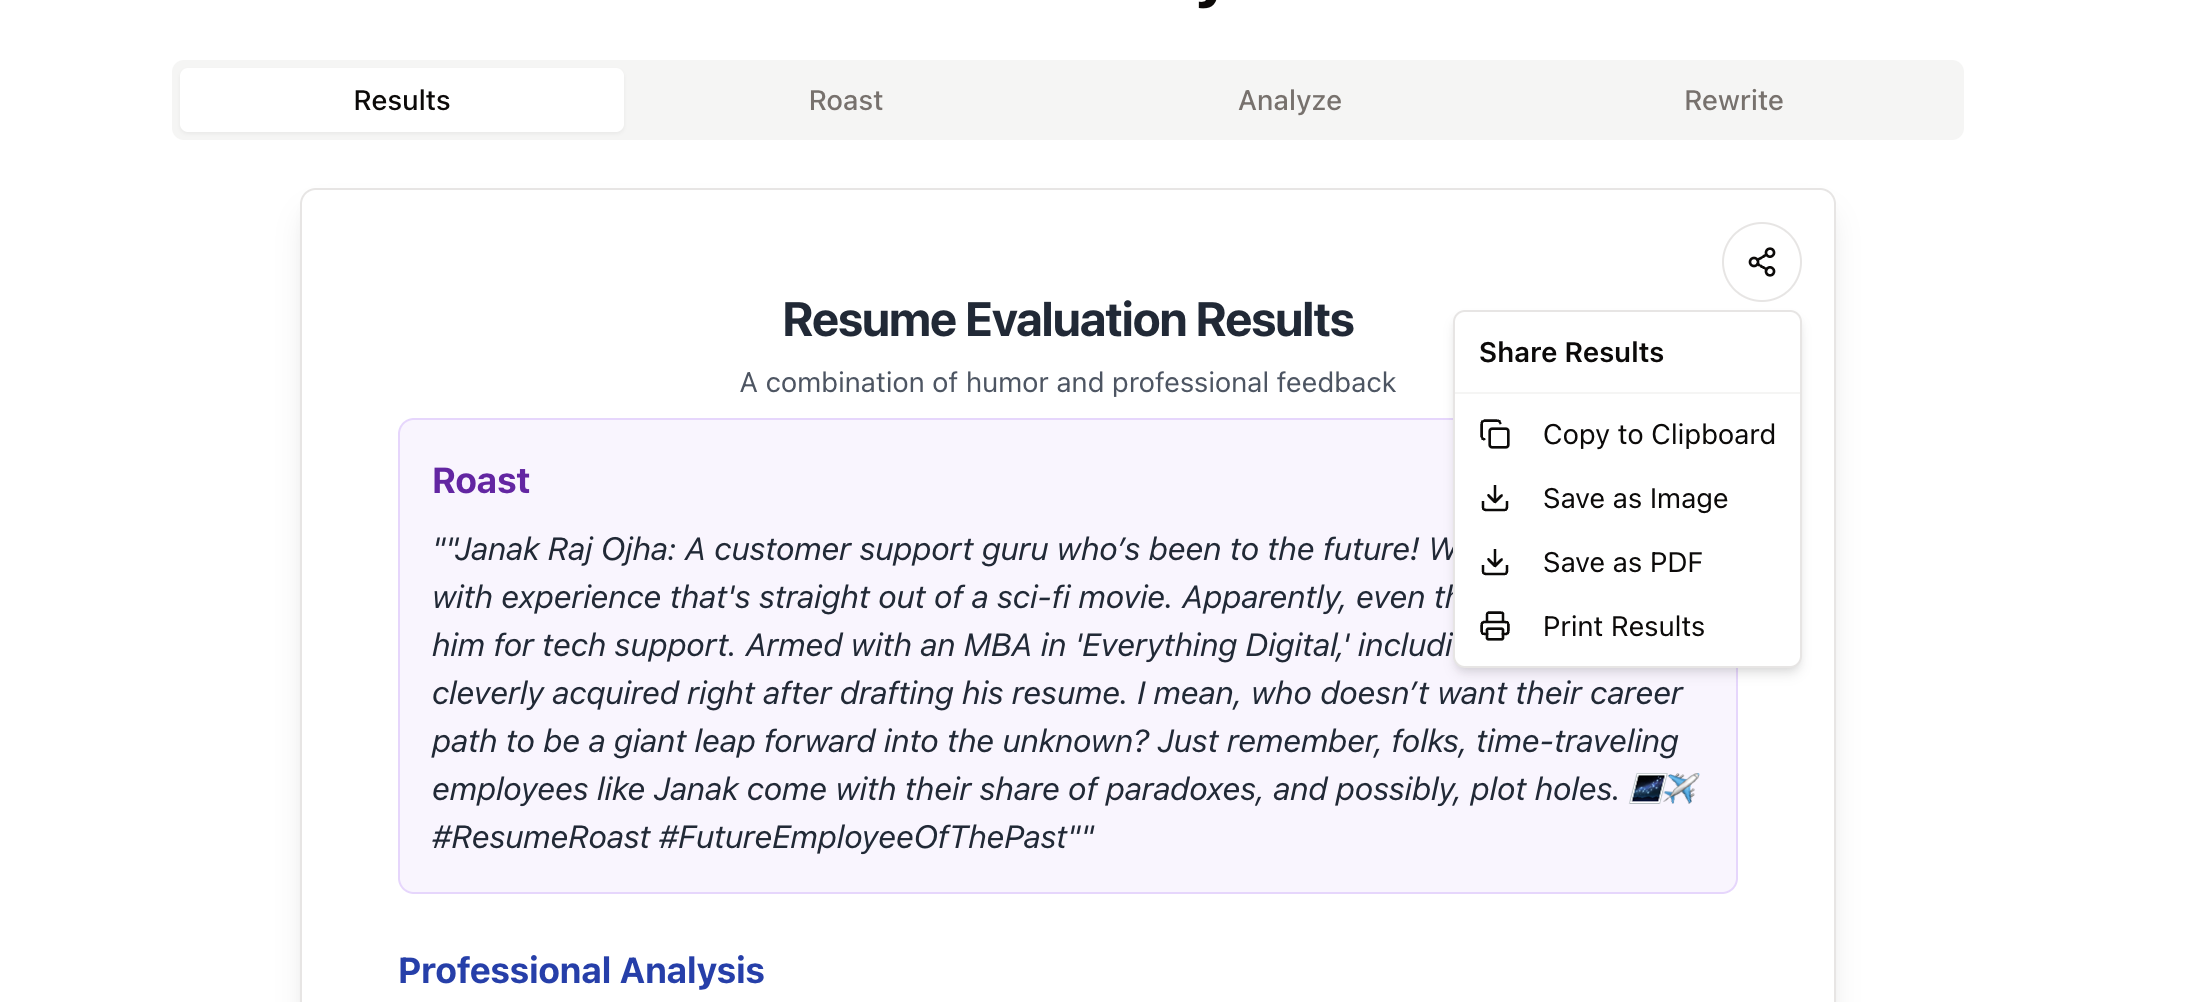 Results
Roast
Analyze
Rewrite
Resume Evaluation Results
A combination of humor and professional feedback
Share Results
Copy to Clipboard
Save as Image
Save as PDF
Print Results
Roast
""Janak Raj Ojha: A customer support guru who’s been to the future!
with experience that's straight out of a sci-fi movie. Apparently, even
him for tech support. Armed with an MBA in 'Everything Digital,'
cleverly acquired right after drafting his resume. I mean, who doesn’t want their career
path to be a giant leap forward into the unknown? Just remember, folks, time-traveling
employees like Janak come with their share of paradoxes, and possibly, plot holes. 🌌✈️
#ResumeRoast #FutureEmployeeOfThePast""
Professional Analysis